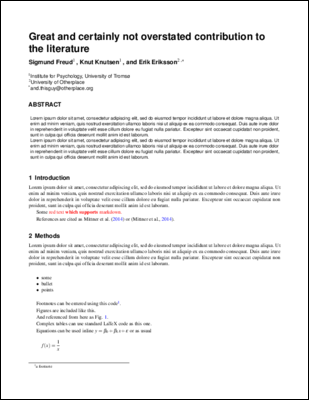 Great and certainly not overstated contribution to
the literature
Sigmund Freud¹, Knut Knutsen¹, and Erik Eriksson²,*
¹Institute for Psychology, University of Tromsø
²University of Otherplace
*and.thisguy@otherplace.org
ABSTRACT
Lorem ipsum dolor sit amet, consectetur adipiscing elit, sed do eiusmod tempor incididunt ut labore et dolore magna aliqua. Ut
enim ad minim veniam, quis nostrud exercitation ullamco laboris nisi ut aliquip ex ea commodo consequat. Duis aute irure dolor
in reprehenderit in voluptate velit esse cillum dolore eu fugiat nulla pariatur. Excepteur sint occaecat cupidatat non proident,
sunt in culpa qui officia deserunt mollit anim id est laborum.
Lorem ipsum dolor sit amet, consectetur adipiscing elit, sed do eiusmod tempor incididunt ut labore et dolore magna aliqua. Ut
enim ad minim veniam, quis nostrud exercitation ullamco laboris nisi ut aliquip ex ea commodo consequat. Duis aute irure dolor
in reprehenderit in voluptate velit esse cillum dolore eu fugiat nulla pariatur. Excepteur sint occaecat cupidatat non proident,
sunt in culpa qui officia deserunt mollit anim id est laborum.
1 Introduction
Lorem ipsum dolor sit amet, consectetur adipiscing elit, sed do eiusmod tempor incididunt ut labore et dolore magna aliqua. Ut
enim ad minim veniam, quis nostrud exercitation ullamco laboris nisi ut aliquip ex ea commodo consequat. Duis aute irure
dolor in reprehenderit in voluptate velit esse cillum dolore eu fugiat nulla pariatur. Excepteur sint occaecat cupidatat non
proident, sunt in culpa qui officia deserunt mollit anim id est laborum.
Some red text which supports markdown.
References are cited as Mittner et al. (2014) or (Mittner et al., 2014).
2 Methods
Lorem ipsum dolor sit amet, consectetur adipiscing elit, sed do eiusmod tempor incididunt ut labore et dolore magna aliqua. Ut
enim ad minim veniam, quis nostrud exercitation ullamco laboris nisi ut aliquip ex ea commodo consequat. Duis aute irure
dolor in reprehenderit in voluptate velit esse cillum dolore eu fugiat nulla pariatur. Excepteur sint occaecat cupidatat non
proident, sunt in culpa qui officia deserunt mollit anim id est laborum.
• some
• bullet
• points
Footnotes can be entered using this code¹.
Figures are included like this.
And referenced from here as Fig. 1.
Complex tables can use standard LaTeX code as this one.
Equations can be used inline y = β₀ + β₁x + ε or as usual
f(x) = 1/x
¹a footnote